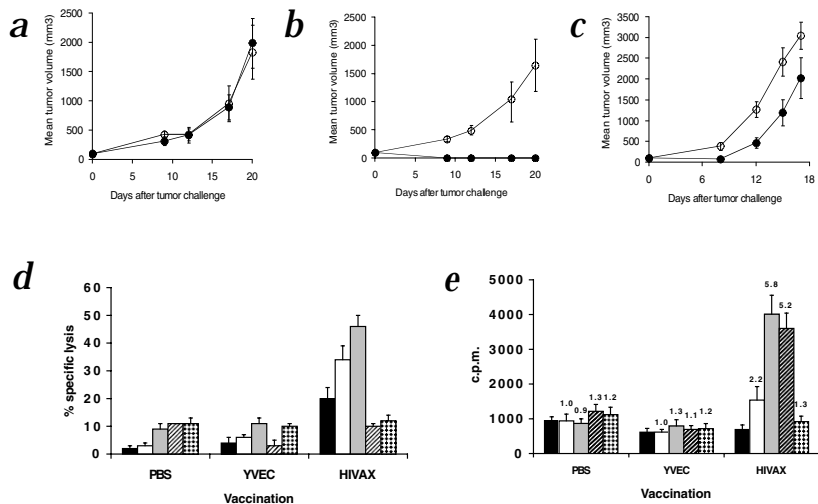 a
Mean tumor volume (mm3)
2500
2000
1500
1000
500
0
0 5 10 15 20
Days after tumor challenge
b
Mean tumor volume (mm3)
2500
2000
1500
1000
500
0
0 5 10 15 20
Days after tumor challenge
c
Mean tumor volume (mm3)
3500
3000
2500
2000
1500
1000
500
0
0 6 12 18
Days after tumor challenge
d
% specific lysis
60
50
40
30
20
10
0
PBS YVEC HIVAX
Vaccination
e
c.p.m.
5000
4000
3000
2000
1000
0
1.0 0.9 1.3 1.2
1.0 1.3 1.1 1.2
2.2 5.8 5.2 1.3
PBS YVEC HIVAX
Vaccination